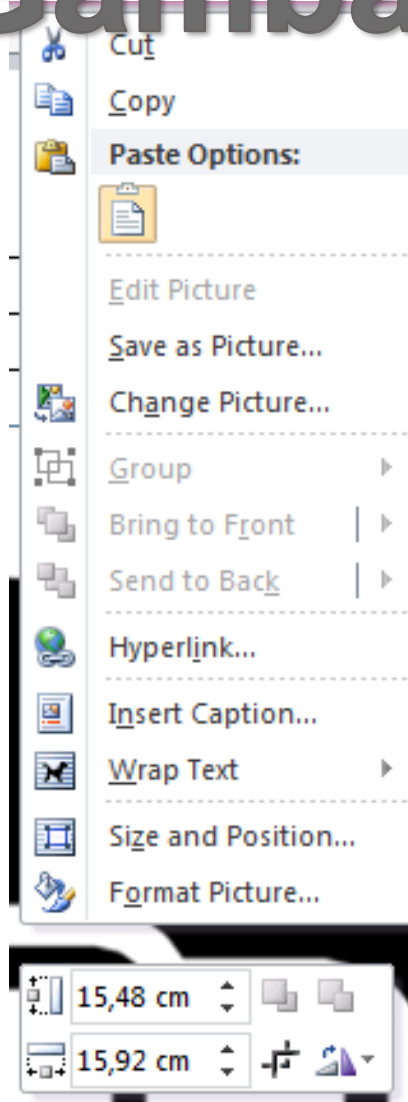 Gamba
Cut
Copy
Paste Options:
Edit Picture
Save as Picture...
Change Picture...
Group
Bring to Front
Send to Back
Hyperlink...
Insert Caption...
Wrap Text
Size and Position...
Format Picture...
15,48 cm
15,92 cm